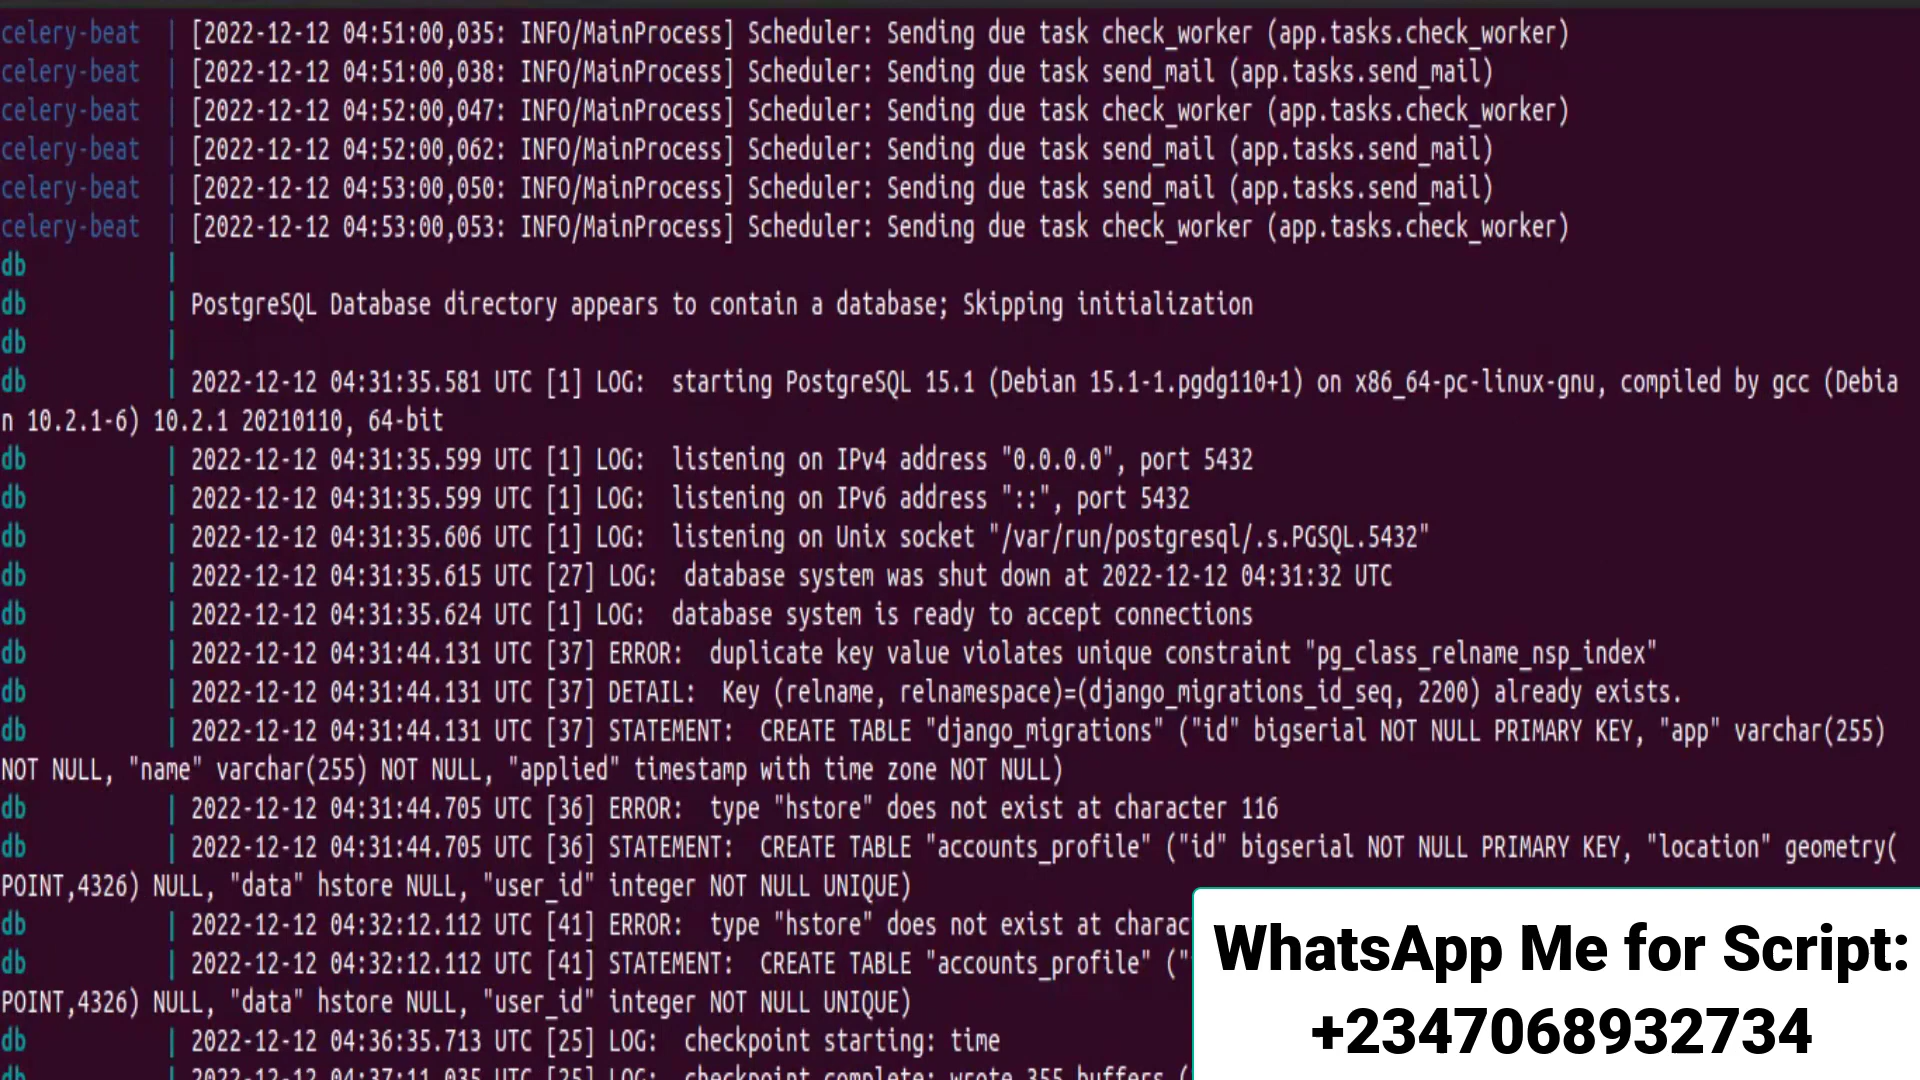 celery-beat | [2022-12-12 04:51:00,035: INFO/MainProcess] Scheduler: Sending due task check_worker (app.tasks.check_worker)
celery-beat | [2022-12-12 04:51:00,038: INFO/MainProcess] Scheduler: Sending due task send_mail (app.tasks.send_mail)
celery-beat | [2022-12-12 04:52:00,047: INFO/MainProcess] Scheduler: Sending due task check_worker (app.tasks.check_worker)
celery-beat | [2022-12-12 04:52:00,062: INFO/MainProcess] Scheduler: Sending due task send_mail (app.tasks.send_mail)
celery-beat | [2022-12-12 04:53:00,050: INFO/MainProcess] Scheduler: Sending due task send_mail (app.tasks.send_mail)
celery-beat | [2022-12-12 04:53:00,053: INFO/MainProcess] Scheduler: Sending due task check_worker (app.tasks.check_worker)
db |
db | PostgreSQL Database directory appears to contain a database; Skipping initialization
db |
db | 2022-12-12 04:31:35.581 UTC [1] LOG: starting PostgreSQL 15.1 (Debian 15.1-1.pgdg110+1) on x86_64-pc-linux-gnu, compiled by gcc (Debia
n 10.2.1-6) 10.2.1 20210110, 64-bit
db | 2022-12-12 04:31:35.599 UTC [1] LOG: listening on IPv4 address "0.0.0.0", port 5432
db | 2022-12-12 04:31:35.599 UTC [1] LOG: listening on IPv6 address "::", port 5432
db | 2022-12-12 04:31:35.606 UTC [1] LOG: listening on Unix socket "/var/run/postgresql/.s.PGSQL.5432"
db | 2022-12-12 04:31:35.615 UTC [27] LOG: database system was shut down at 2022-12-12 04:31:32 UTC
db | 2022-12-12 04:31:35.624 UTC [1] LOG: database system is ready to accept connections
db | 2022-12-12 04:31:44.131 UTC [37] ERROR: duplicate key value violates unique constraint "pg_class_relname_nsp_index"
db | 2022-12-12 04:31:44.131 UTC [37] DETAIL: Key (relname, relnamespace)=(django_migrations_id_seq, 2200) already exists.
db | 2022-12-12 04:31:44.131 UTC [37] STATEMENT: CREATE TABLE "django_migrations" ("id" bigserial NOT NULL PRIMARY KEY, "app" varchar(255)
NOT NULL, "name" varchar(255) NOT NULL, "applied" timestamp with time zone NOT NULL)
db | 2022-12-12 04:31:44.705 UTC [36] ERROR: type "hstore" does not exist at character 116
db | 2022-12-12 04:31:44.705 UTC [36] STATEMENT: CREATE TABLE "accounts_profile" ("id" bigserial NOT NULL PRIMARY KEY, "location" geometry(
POINT,4326) NULL, "data" hstore NULL, "user_id" integer NOT NULL UNIQUE)
db | 2022-12-12 04:32:12.112 UTC [41] ERROR: type "hstore" does not exist at charac
db | 2022-12-12 04:32:12.112 UTC [41] STATEMENT: CREATE TABLE "accounts_profile" ("
POINT,4326) NULL, "data" hstore NULL, "user_id" integer NOT NULL UNIQUE)
db | 2022-12-12 04:36:35.713 UTC [25] LOG: checkpoint starting: time
db | 2022-12-12 04:37:11.035 UTC [25] LOG: checkpoint complete: wrote 355 buffers (
WhatsApp Me for Script:
+2347068932734